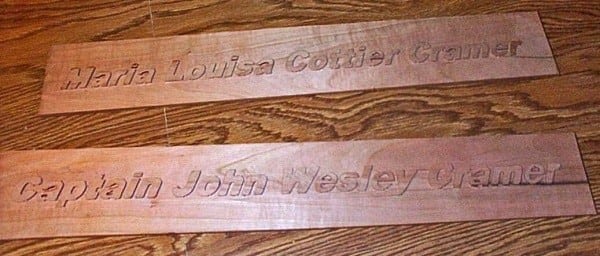 Maria Louisa Cottier Cramer
Captain John Wesley Cramer